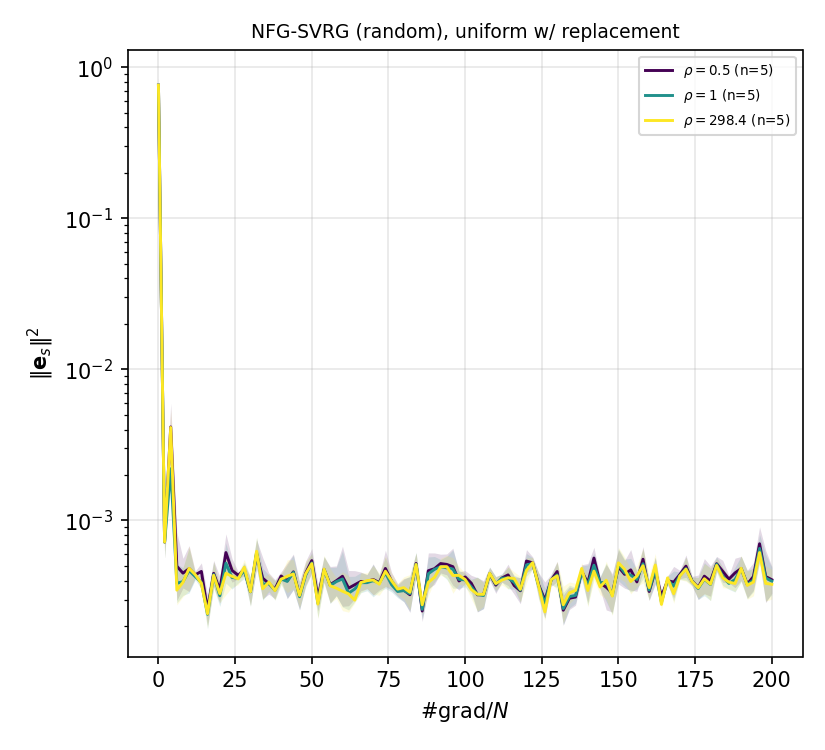 NFG-SVRG (random), uniform w/ replacement
10⁰
10⁻¹
10⁻²
10⁻³
‖𝐞ₛ‖²
ρ = 0.5 (n=5)
ρ = 1 (n=5)
ρ = 298.4 (n=5)
0 25 50 75 100 125 150 175 200
#grad/N